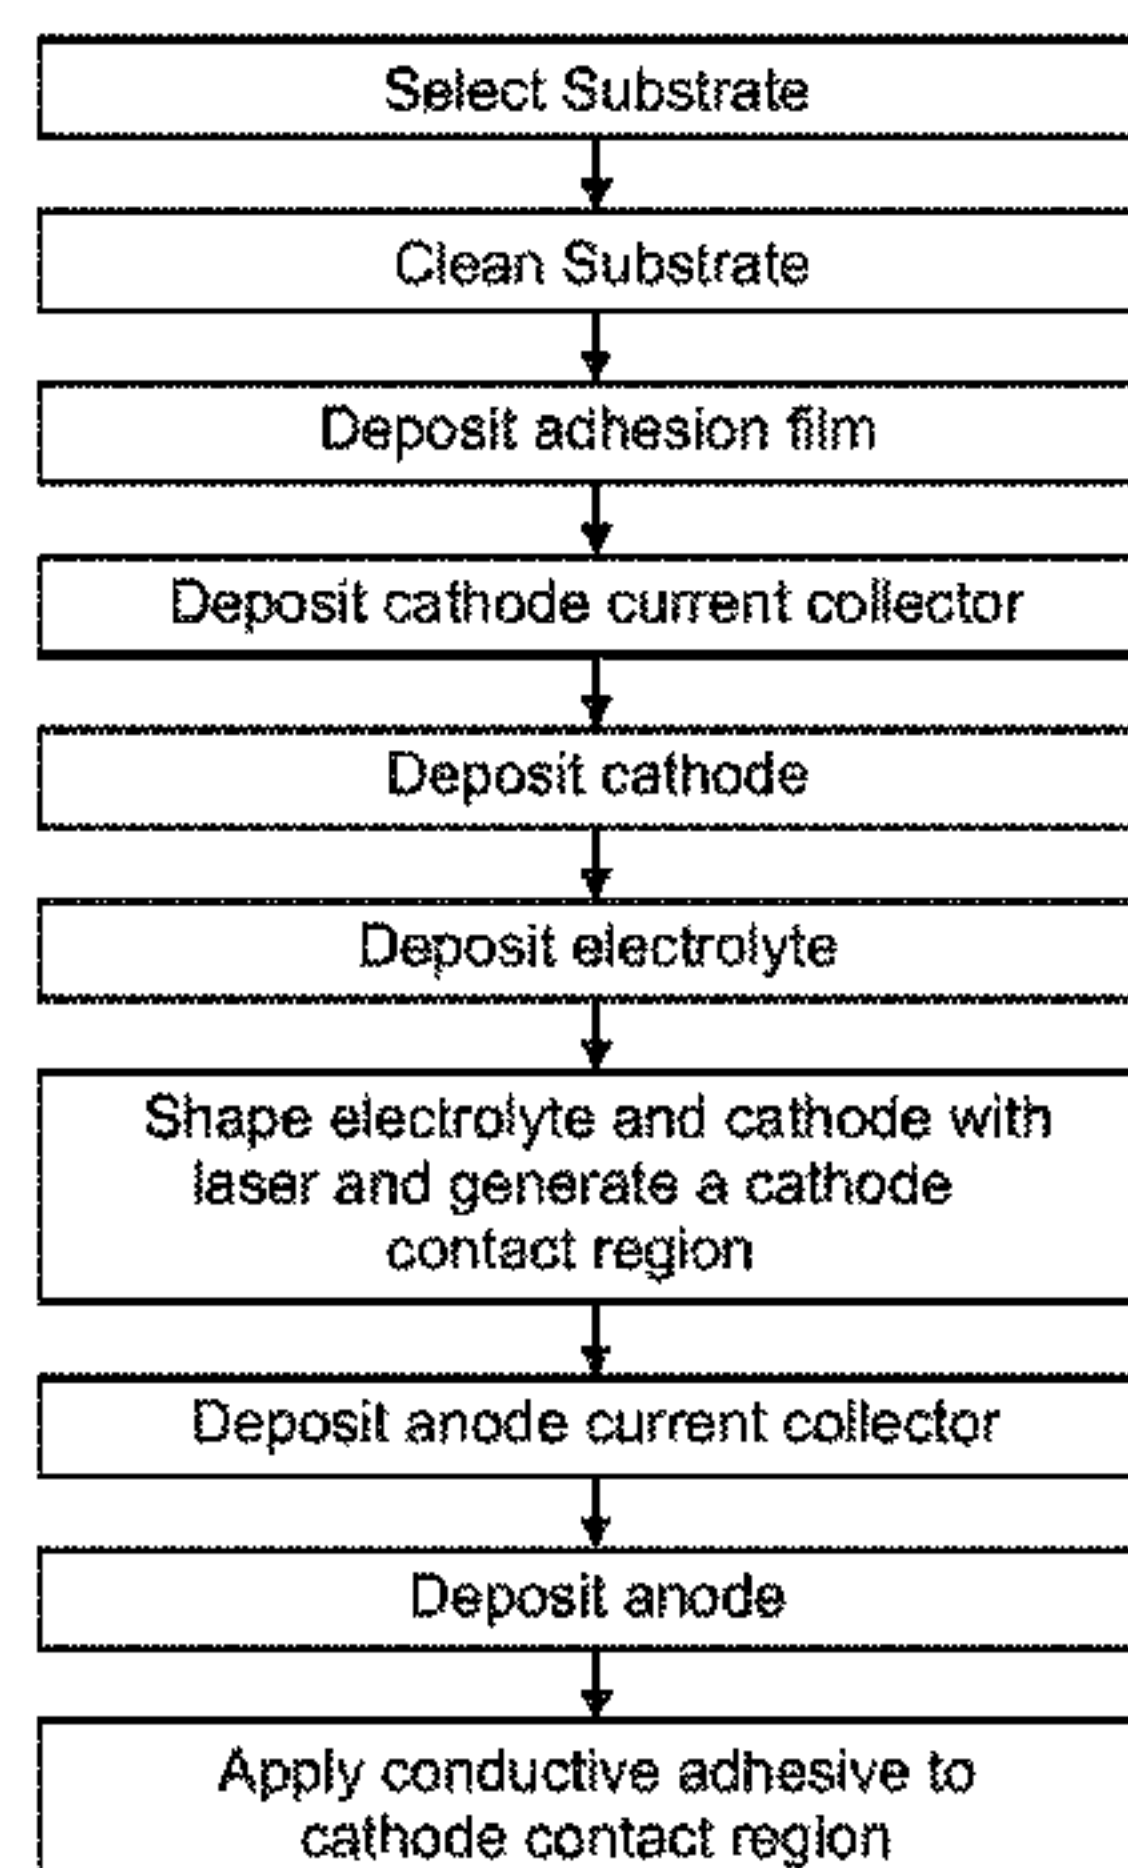 Select Substrate
Clean Substrate
Deposit adhesion film
Deposit cathode current collector
Deposit cathode
Deposit electrolyte
Shape electrolyte and cathode with
laser and generate a cathode
contact region
Deposit anode current collector
Deposit anode
Apply conductive adhesive to
cathode contact region